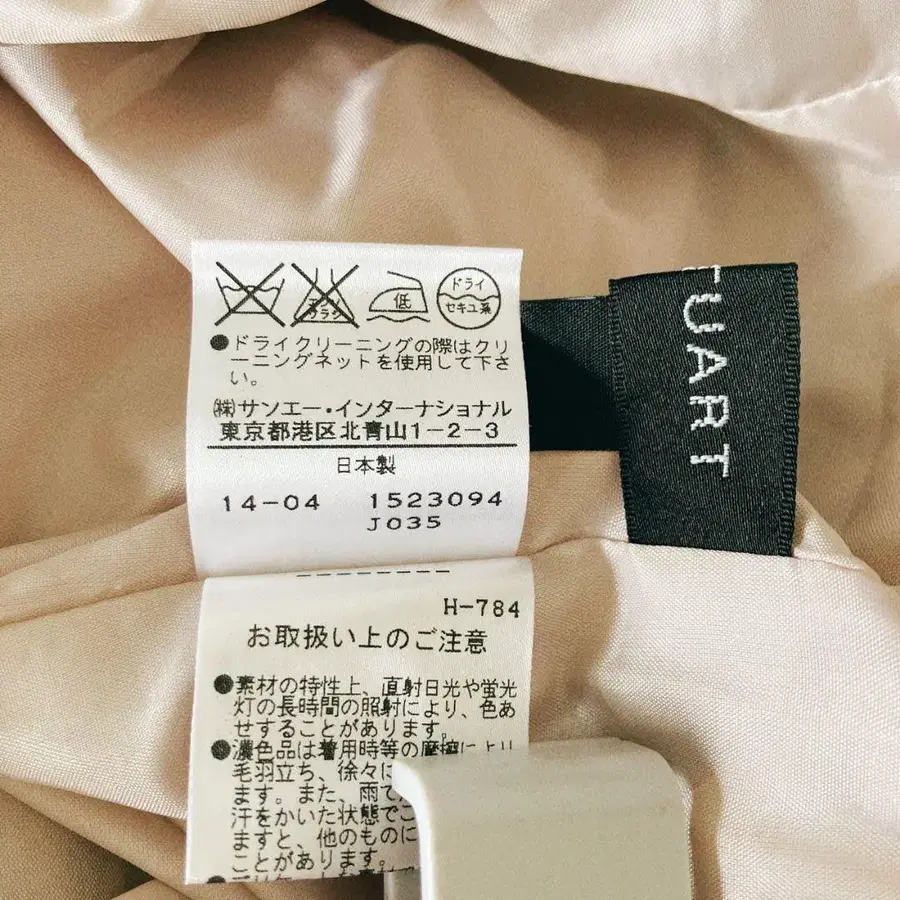 エンソ
ブラシ
低
ドライ
セキユ系
●ドライクリーニングの際はクリ
ーニングネットを使用して下さ
い。
㈱サンエー・インターナショナル
東京都港区北青山1-2-3
日本製
14-04 1523094
J035
TUART
H-784
お取扱い上のご注意
●素材の特性上、直射日光や蛍光
灯の長時間の照射により、色あ
せすることがあります。
●濃色品は着用時等の摩擦により
毛羽立ち、徐々に
ます。また、雨で
汗をかいた状態でこ
ますと、他のものに
ことがあります。